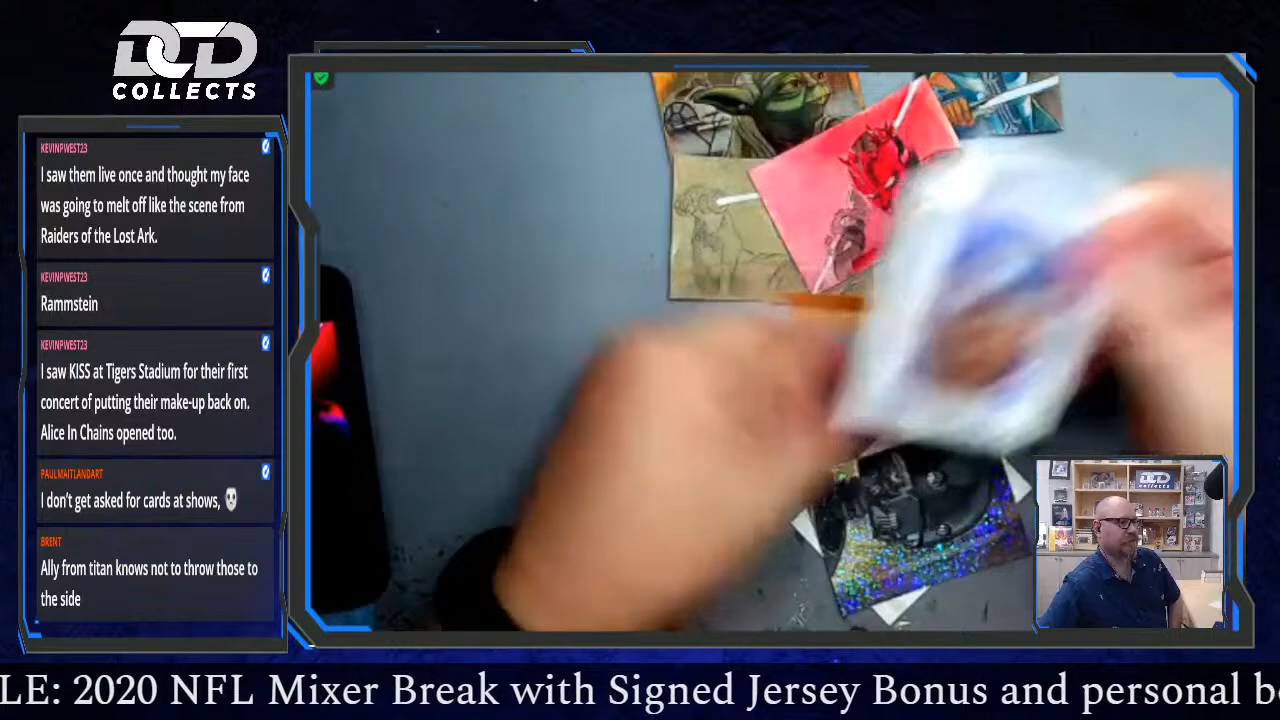 DCD
COLLECTS
KEVINPWEST23
I saw them live once and thought my face
was going to melt off like the scene from
Raiders of the Lost Ark.
KEVINPWEST23
Rammstein
KEVINPWEST23
I saw KISS at Tigers Stadium for their first
concert of putting their make-up back on.
Alice In Chains opened too.
PAULMAITLANDART
I don't get asked for cards at shows,
BRENT
Ally from titan knows not to throw those to
the side
DCD
collects
LE: 2020 NFL Mixer Break with Signed Jersey Bonus and personal b